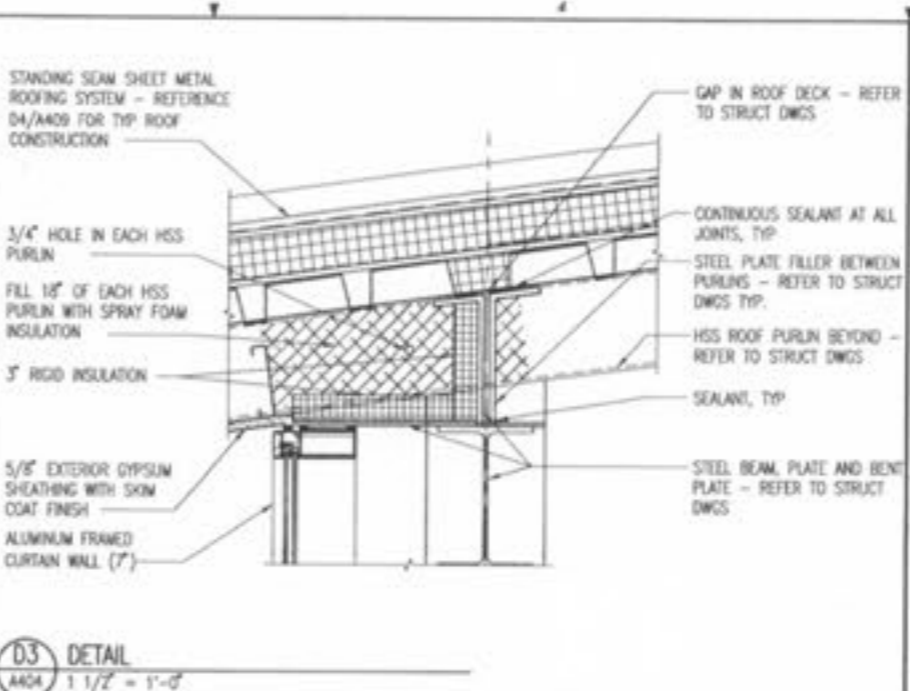 4
STANDING SEAM SHEET METAL
ROOFING SYSTEM - REFERENCE
D4/A409 FOR TYP ROOF
CONSTRUCTION
3/4" HOLE IN EACH HSS
PURLIN
FILL 18" OF EACH HSS
PURLIN WITH SPRAY FOAM
INSULATION
3" RIGID INSULATION
5/8" EXTERIOR GYPSUM
SHEATHING WITH SKIM
COAT FINISH
ALUMINUM FRAMED
CURTAIN WALL (7")
GAP IN ROOF DECK - REFER
TO STRUCT DWGS
CONTINUOUS SEALANT AT ALL
JOINTS, TYP
STEEL PLATE FILLER BETWEEN
PURLINS - REFER TO STRUCT
DWGS TYP.
HSS ROOF PURLIN BEYOND -
REFER TO STRUCT DWGS
SEALANT, TYP
STEEL BEAM, PLATE AND BENT
PLATE - REFER TO STRUCT
DWGS
D3 DETAIL
A404 1 1/2" = 1'-0"